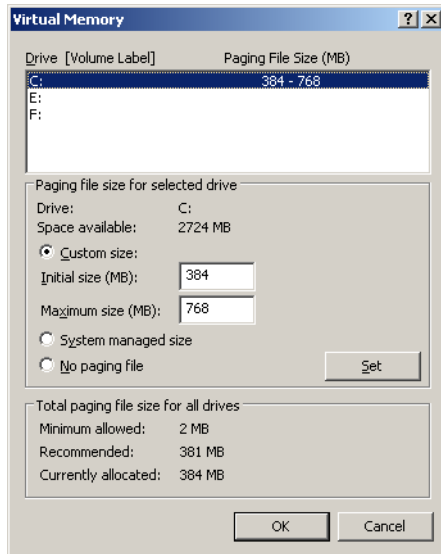 Virtual Memory
Drive [Volume Label] Paging File Size (MB)
C: 384 - 768
E:
F:
Paging file size for selected drive
Drive: C:
Space available: 2724 MB
Custom size:
Initial size (MB): 384
Maximum size (MB): 768
System managed size
No paging file Set
Total paging file size for all drives
Minimum allowed: 2 MB
Recommended: 381 MB
Currently allocated: 384 MB
OK Cancel